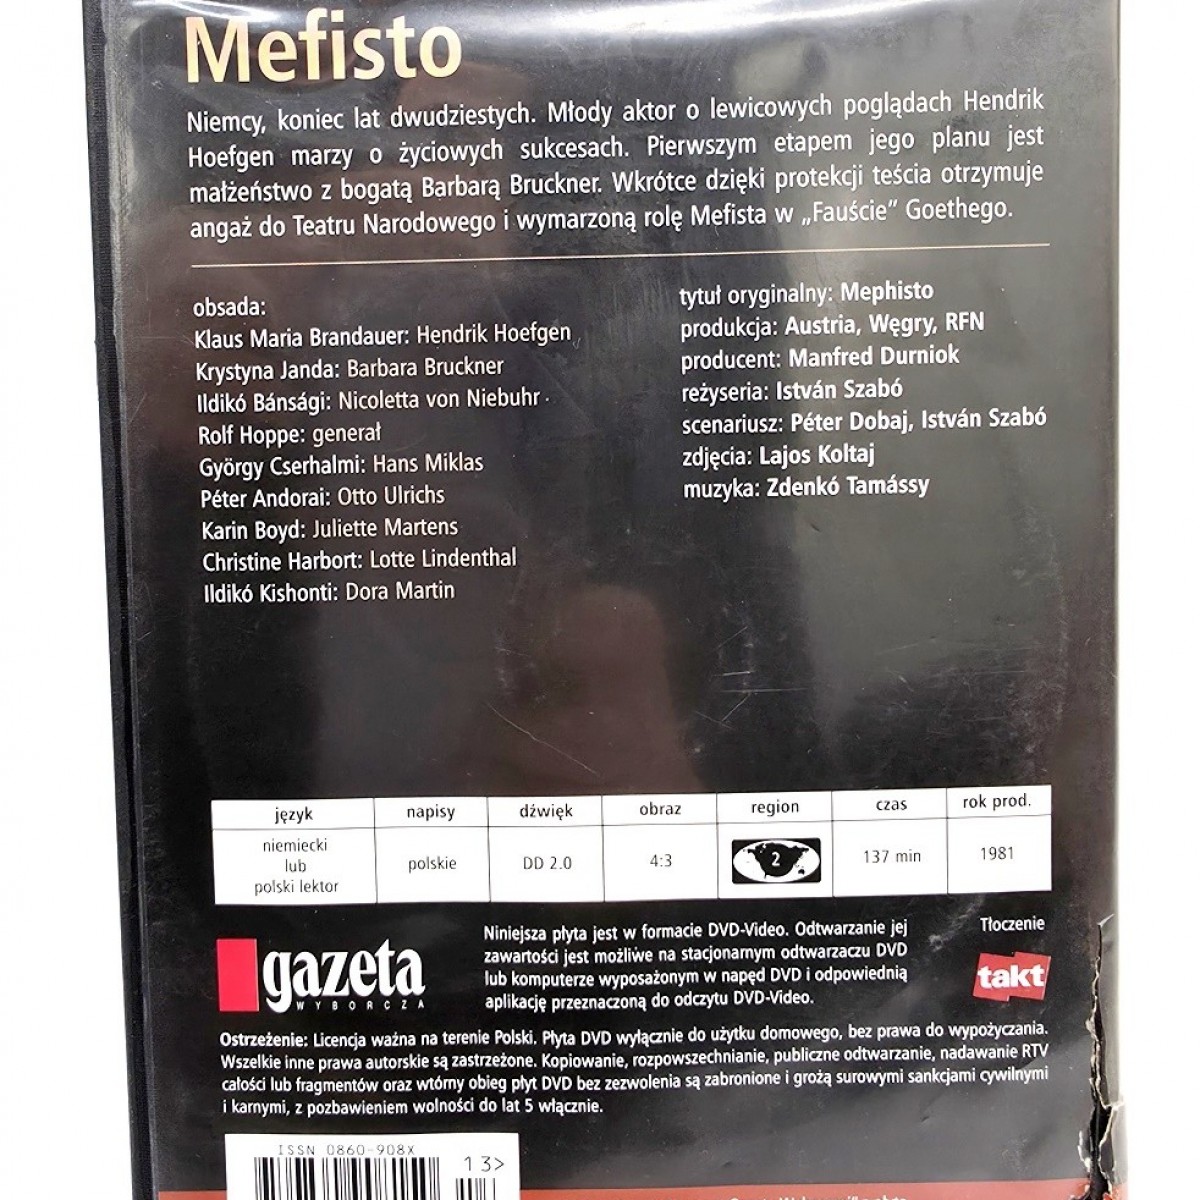 Mefisto
Niemcy, koniec lat dwudziestych. Młody aktor o lewicowych poglądach Hendrik
Hoefgen marzy o życiowych sukcesach. Pierwszym etapem jego planu jest
małżeństwo z bogatą Barbarą Bruckner. Wkrótce dzięki protekcji teścia otrzymuje
angaż do Teatru Narodowego i wymarzoną rolę Mefista w „Fauście” Goethego.
obsada:
Klaus Maria Brandauer: Hendrik Hoefgen
Krystyna Janda: Barbara Bruckner
Ildikó Bánsági: Nicoletta von Niebuhr
Rolf Hoppe: generał
György Cserhalmi: Hans Miklas
Péter Andorai: Otto Ulrichs
Karin Boyd: Juliette Martens
Christine Harbort: Lotte Lindenthal
Ildikó Kishonti: Dora Martin
tytuł oryginalny: Mephisto
produkcja: Austria, Węgry, RFN
producent: Manfred Durniok
reżyseria: István Szabó
scenariusz: Péter Dobaj, István Szabó
zdjęcia: Lajos Koltaj
muzyka: Zdenkó Tamássy
język napisy dźwięk obraz region czas rok prod.
niemiecki
lub
polski lektor
polskie DD 2.0 4:3 2 137 min 1981
gazeta
WYBORCZA
Niniejsza płyta jest w formacie DVD-Video. Odtwarzanie jej
zawartości jest możliwe na stacjonarnym odtwarzaczu DVD
lub komputerze wyposażonym w napęd DVD i odpowiednią
aplikację przeznaczoną do odczytu DVD-Video.
Tłoczenie
takt
Ostrzeżenie: Licencja ważna na terenie Polski. Płyta DVD wyłącznie do użytku domowego, bez prawa do wypożyczania.
Wszelkie inne prawa autorskie są zastrzeżone. Kopiowanie, rozpowszechnianie, publiczne odtwarzanie, nadawanie RTV
całości lub fragmentów oraz wtórny obieg płyt DVD bez zezwolenia są zabronione i grożą surowymi sankcjami cywilnymi
i karnymi, z pozbawieniem wolności do lat 5 włącznie.
ISSN 0860-908X
13>